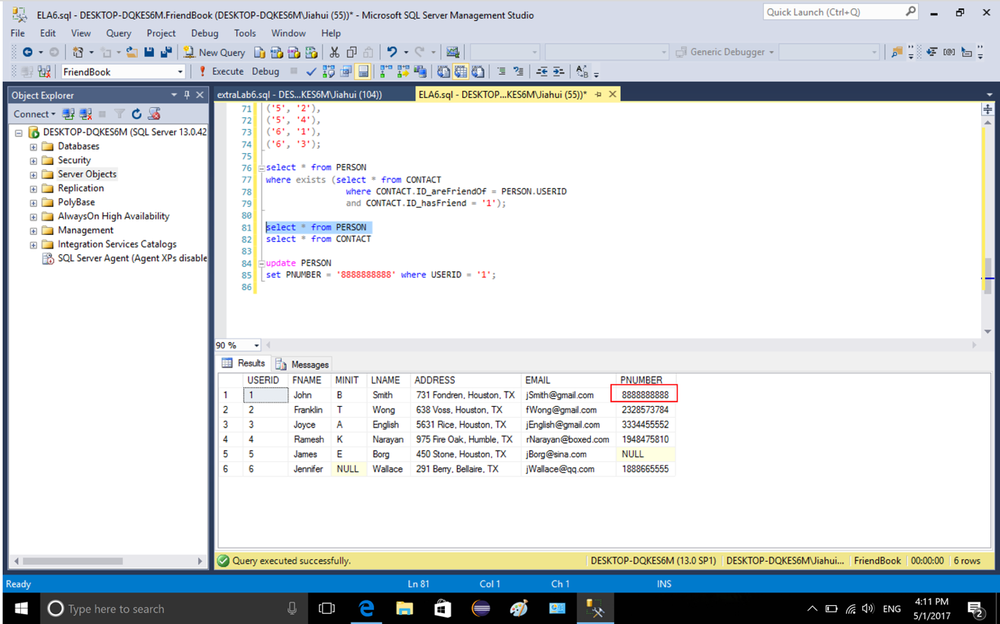 ELA6.sql - DESKTOP-DQKES6M.FriendBook (DESKTOP-DQKES6M\Jiahui (55))* - Microsoft SQL Server Management Studio
Quick Launch (Ctrl+Q)
File Edit View Query Project Debug Tools Window Help
New Query
Generic Debugger
FriendBook
Execute Debug
Object Explorer
extraLab6.sql - DES...KES6M\Jiahui (104))
ELA6.sql - DESKTOP...KES6M\Jiahui (55))*
Connect
DESKTOP-DQKES6M (SQL Server 13.0.42
Databases
Security
Server Objects
Replication
PolyBase
AlwaysOn High Availability
Management
Integration Services Catalogs
SQL Server Agent (Agent XPs disable
71 ('5', '2'),
72 ('5', '4'),
73 ('6', '1'),
74 ('6', '3');
75
76 select * from PERSON
77 where exists (select * from CONTACT
78 where CONTACT.ID_areFriendOf = PERSON.USERID
79 and CONTACT.ID_hasFriend = '1');
80
81 select * from PERSON
82 select * from CONTACT
83
84 update PERSON
85 set PNUMBER = '8888888888' where USERID = '1';
86
90 %
Results Messages
USERID FNAME MINIT LNAME ADDRESS EMAIL PNUMBER
1 1 John B Smith 731 Fondren, Houston, TX jSmith@gmail.com 8888888888
2 2 Franklin T Wong 638 Voss, Houston, TX fWong@gmail.com 2328573784
3 3 Joyce A English 5631 Rice, Houston, TX jEnglish@gmail.com 3334455552
4 4 Ramesh K Narayan 975 Fire Oak, Humble, TX rNarayan@boxed.com 1948475810
5 5 James E Borg 450 Stone, Houston, TX jBorg@sina.com NULL
6 6 Jennifer NULL Wallace 291 Berry, Bellaire, TX jWallace@qq.com 1888665555
Query executed successfully.
DESKTOP-DQKES6M (13.0 SP1) DESKTOP-DQKES6M\Jiahui... FriendBook 00:00:00 6 rows
Ready Ln 81 Col 1 Ch 1 INS
Type here to search
ENG
4:11 PM
5/1/2017
2